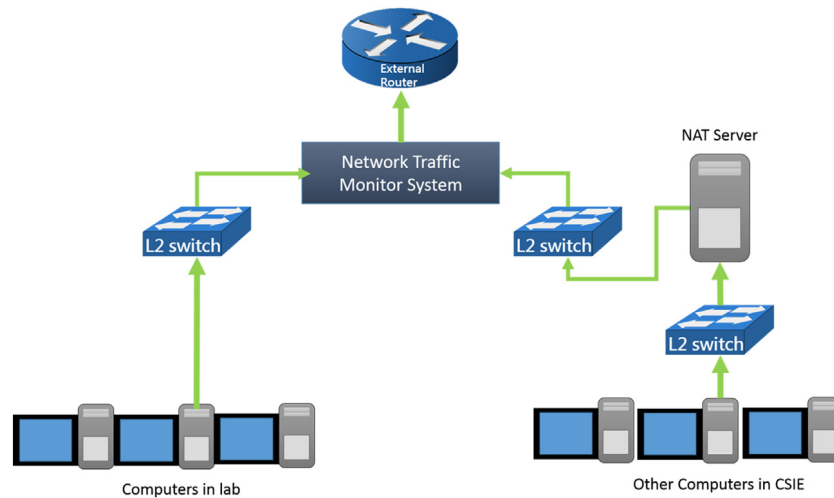 External
Router
NAT Server
Network Traffic
Monitor System
L2 switch
L2 switch
L2 switch
Computers in lab
Other Computers in CSIE